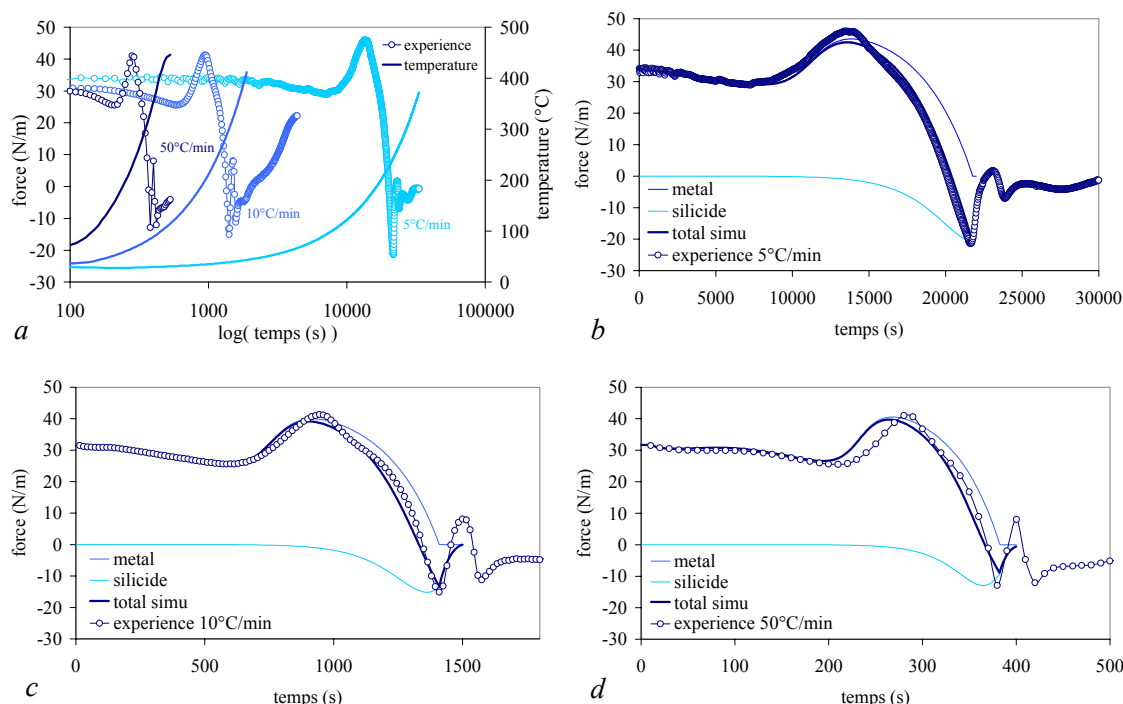 50
40
30
20
10
0
-10
-20
-30
force (N/m)
experience
temperature
50°C/min
10°C/min
5°C/min
500
400
300
200
100
0
temperature (°C)
100 1000 10000 100000
log( temps (s) )
a
50
40
30
20
10
0
-10
-20
-30
force (N/m)
metal
silicide
total simu
experience 5°C/min
0 5000 10000 15000 20000 25000 30000
temps (s)
b
50
40
30
20
10
0
-10
-20
-30
force (N/m)
metal
silicide
total simu
experience 10°C/min
0 500 1000 1500
temps (s)
c
50
40
30
20
10
0
-10
-20
-30
force (N/m)
metal
silicide
total simu
experience 50°C/min
0 100 200 300 400 500
temps (s)
d